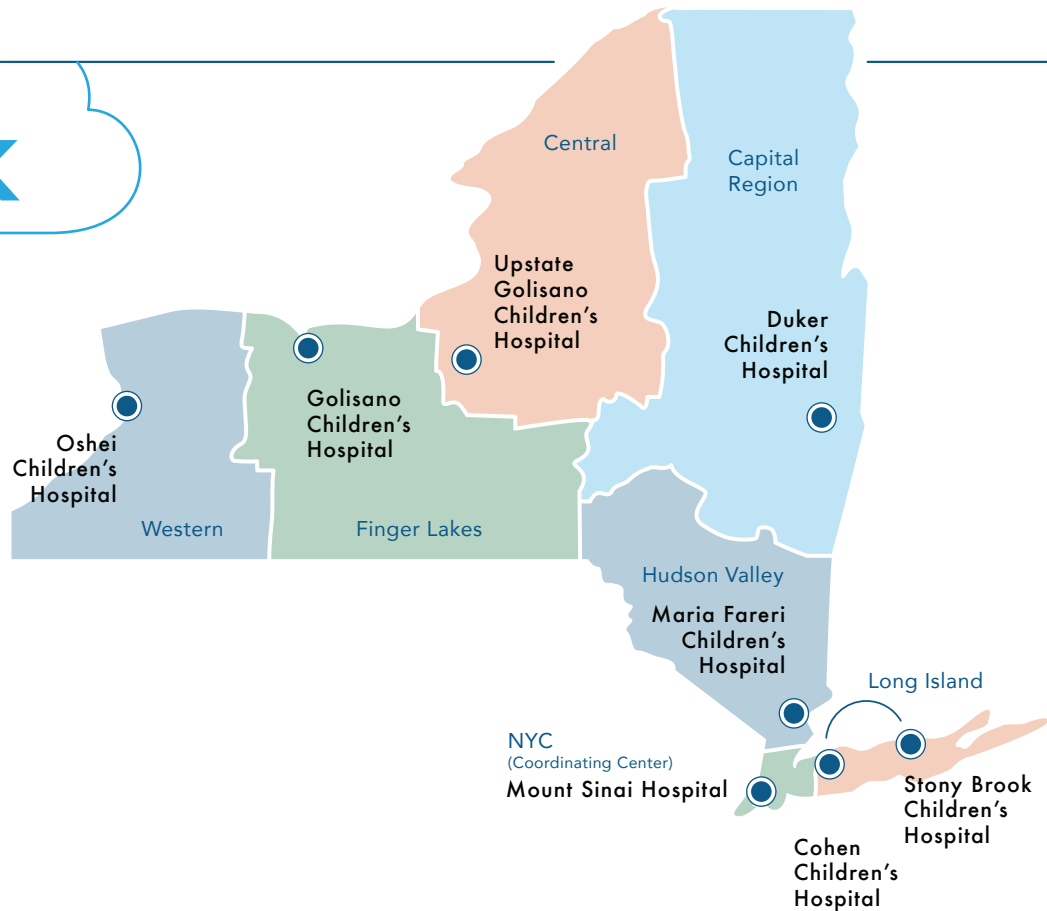 Central
Capital
Region
Upstate
Golisano
Children's
Hospital
Duker
Children's
Hospital
Golisano
Children's
Hospital
Oshei
Children's
Hospital
Western
Finger Lakes
Hudson Valley
Maria Fareri
Children's
Hospital
Long Island
NYC
(Coordinating Center)
Mount Sinai Hospital
Stony Brook
Children's
Hospital
Cohen
Children's
Hospital